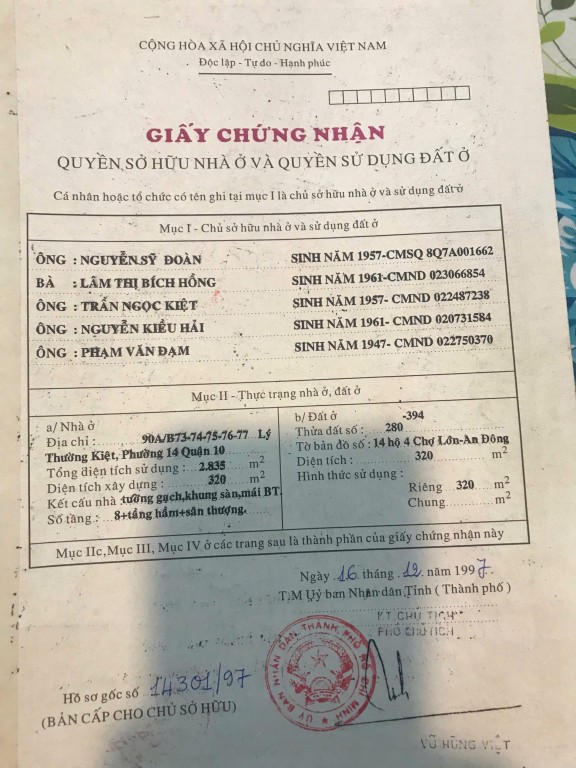 CỘNG HÒA XÃ HỘI CHỦ NGHĨA VIỆT NAM
Độc lập - Tự do - Hạnh phúc
GIẤY CHỨNG NHẬN
QUYỀN SỞ HỮU NHÀ Ở VÀ QUYỀN SỬ DỤNG ĐẤT Ở
Cá nhân hoặc tổ chức có tên ghi tại mục I là chủ sở hữu nhà ở và sử dụng đất ở
Mục I - Chủ sở hữu nhà ở và sử dụng đất ở
ÔNG : NGUYỄN SỸ ĐOÀN SINH NĂM 1957-CMSQ 8Q7A001662
BÀ : LÂM THỊ BÍCH HỒNG SINH NĂM 1961-CMND 023066854
ÔNG : TRẦN NGỌC KIỆT SINH NĂM 1957- CMND 022487238
ÔNG : NGUYỄN KIỀU HẢI SINH NĂM 1961- CMND 020731584
ÔNG : PHẠM VĂN ĐẠM SINH NĂM 1947- CMND 022750370
Mục II - Thực trạng nhà ở, đất ở
a/ Nhà ở
Địa chỉ : 90A/B73-74-75-76-77 Lý
Thường Kiệt, Phường 14 Quận 10
Tổng diện tích sử dụng : 2.835 m2
Diện tích xây dựng : 320 m2
Kết cấu nhà : tường gạch,khung sàn,mái BT.
Số tầng : 8+tầng hầm+sân thượng.
b/ Đất ở -394
Thửa đất số : 280
Tờ bản đồ số : 14 hộ 4 Chợ Lớn-An Đông
Diện tích : 320 m2
Hình thức sử dụng :
Riêng 320 m2
Chung m2
Mục IIc,Mục III, Mục IV ở các trang sau là thành phần của giấy chứng nhận này
Ngày 16 tháng 12 năm 1997
T.M Uỷ ban Nhân dân Tỉnh ( Thành phố )
KT CHỦ TỊCH
PHÓ CHỦ TỊCH
ỦY BAN NHÂN DÂN THÀNH PHỐ HỒ CHÍ MINH
Hồ sơ gốc số 14301/97
(BẢN CẤP CHO CHỦ SỞ HỮU)
VŨ HÙNG VIỆT